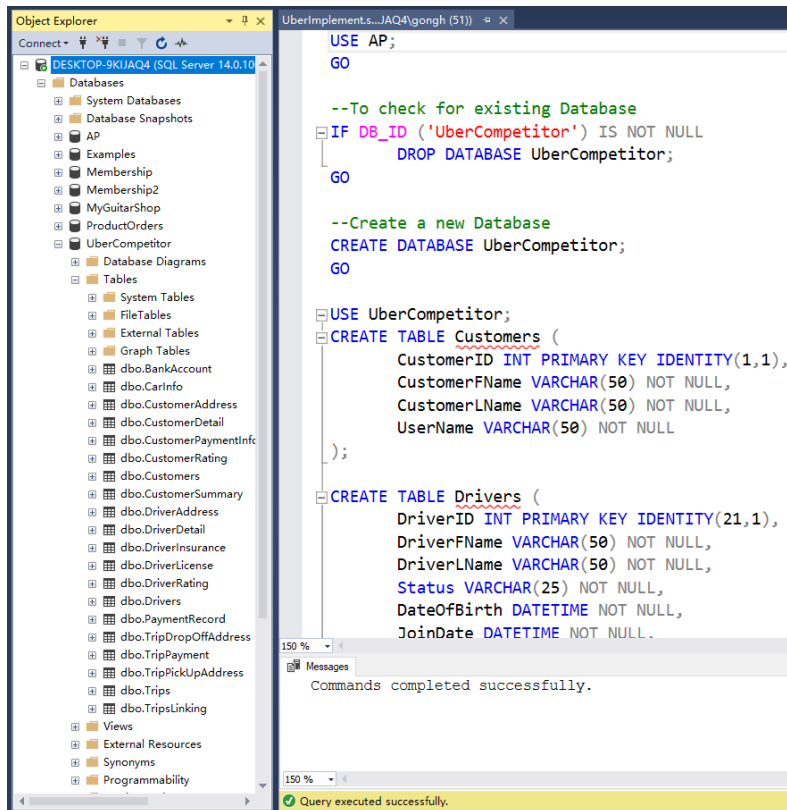 Object Explorer
Connect
DESKTOP-9KIJAQ4 (SQL Server 14.0.10
Databases
System Databases
Database Snapshots
AP
Examples
Membership
Membership2
MyGuitarShop
ProductOrders
UberCompetitor
Database Diagrams
Tables
System Tables
FileTables
External Tables
Graph Tables
dbo.BankAccount
dbo.CarInfo
dbo.CustomerAddress
dbo.CustomerDetail
dbo.CustomerPaymentInfo
dbo.CustomerRating
dbo.Customers
dbo.CustomerSummary
dbo.DriverAddress
dbo.DriverDetail
dbo.DriverInsurance
dbo.DriverLicense
dbo.DriverRating
dbo.Drivers
dbo.PaymentRecord
dbo.TripDropOffAddress
dbo.TripPayment
dbo.TripPickUpAddress
dbo.Trips
dbo.TripsLinking
Views
External Resources
Synonyms
Programmability
UberImplement.s...JAQ4\gongh (51))
USE AP;
GO
--To check for existing Database
IF DB_ID ('UberCompetitor') IS NOT NULL
DROP DATABASE UberCompetitor;
GO
--Create a new Database
CREATE DATABASE UberCompetitor;
GO
USE UberCompetitor;
CREATE TABLE Customers (
CustomerID INT PRIMARY KEY IDENTITY(1,1),
CustomerFName VARCHAR(50) NOT NULL,
CustomerLName VARCHAR(50) NOT NULL,
UserName VARCHAR(50) NOT NULL
);
CREATE TABLE Drivers (
DriverID INT PRIMARY KEY IDENTITY(21,1),
DriverFName VARCHAR(50) NOT NULL,
DriverLName VARCHAR(50) NOT NULL,
Status VARCHAR(25) NOT NULL,
DateOfBirth DATETIME NOT NULL,
JoinDate DATETIME NOT NULL,
150 %
Messages
Commands completed successfully.
150 %
Query executed successfully.